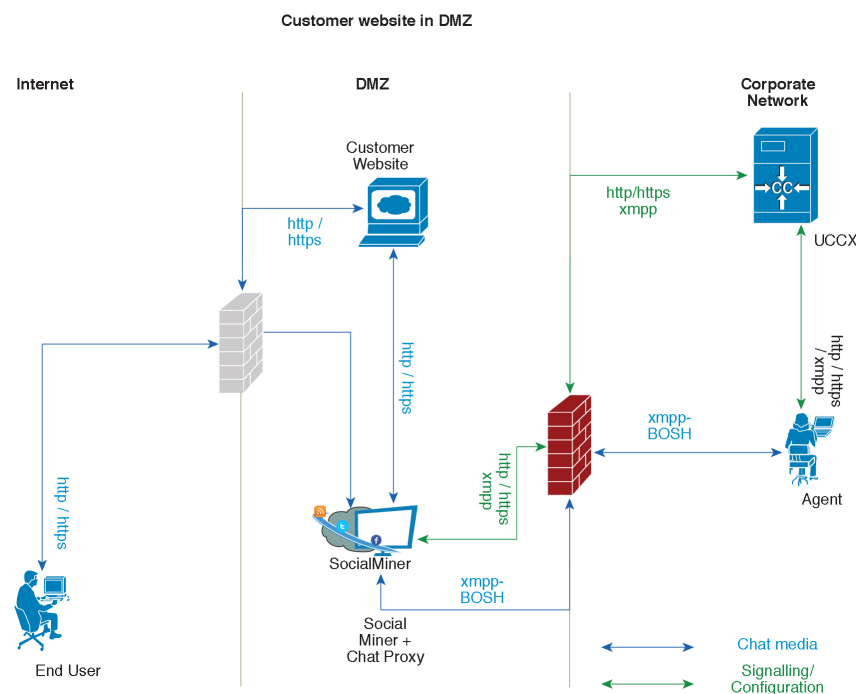 Customer website in DMZ
Internet
DMZ
Corporate
Network
Customer
Website
http /
https
http/https
xmpp
CC
UCCX
http / https
http / https
/ xmpp
xmpp-
BOSH
http / https
xmpp
Agent
http / https
SocialMiner
xmpp-
BOSH
Social
Miner +
Chat Proxy
End User
Chat media
Signalling/
Configuration